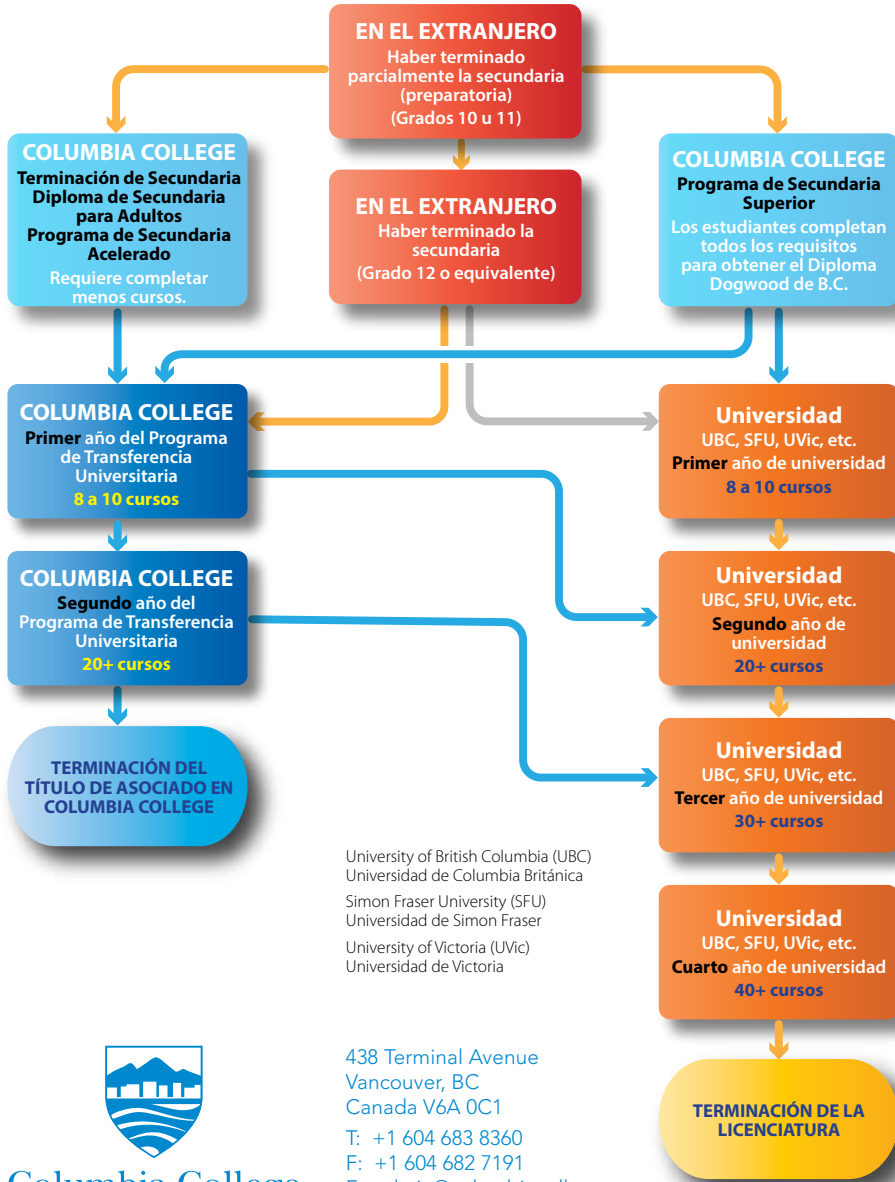 EN EL EXTRANJERO
Haber terminado
parcialmente la secundaria
(preparatoria)
(Grados 10 u 11)
COLUMBIA COLLEGE
Terminación de Secundaria
Diploma de Secundaria
para Adultos
Programa de Secundaria
Acelerado
Requiere completar
menos cursos.
EN EL EXTRANJERO
Haber terminado la
secundaria
(Grado 12 o equivalente)
COLUMBIA COLLEGE
Programa de Secundaria
Superior
Los estudiantes completan
todos los requisitos
para obtener el Diploma
Dogwood de B.C.
COLUMBIA COLLEGE
Primer año del Programa
de Transferencia
Universitaria
8 a 10 cursos
Universidad
UBC, SFU, UVic, etc.
Primer año de universidad
8 a 10 cursos
COLUMBIA COLLEGE
Segundo año del
Programa de Transferencia
Universitaria
20+ cursos
Universidad
UBC, SFU, UVic, etc.
Segundo año de
universidad
20+ cursos
TERMINACIÓN DEL
TÍTULO DE ASOCIADO EN
COLUMBIA COLLEGE
Universidad
UBC, SFU, UVic, etc.
Tercer año de universidad
30+ cursos
University of British Columbia (UBC)
Universidad de Columbia Británica
Simon Fraser University (SFU)
Universidad de Simon Fraser
University of Victoria (UVic)
Universidad de Victoria
Universidad
UBC, SFU, UVic, etc.
Cuarto año de universidad
40+ cursos
TERMINACIÓN DE LA
LICENCIATURA
Columbia College
438 Terminal Avenue
Vancouver, BC
Canada V6A 0C1
T: +1 604 683 8360
F: +1 604 682 7191